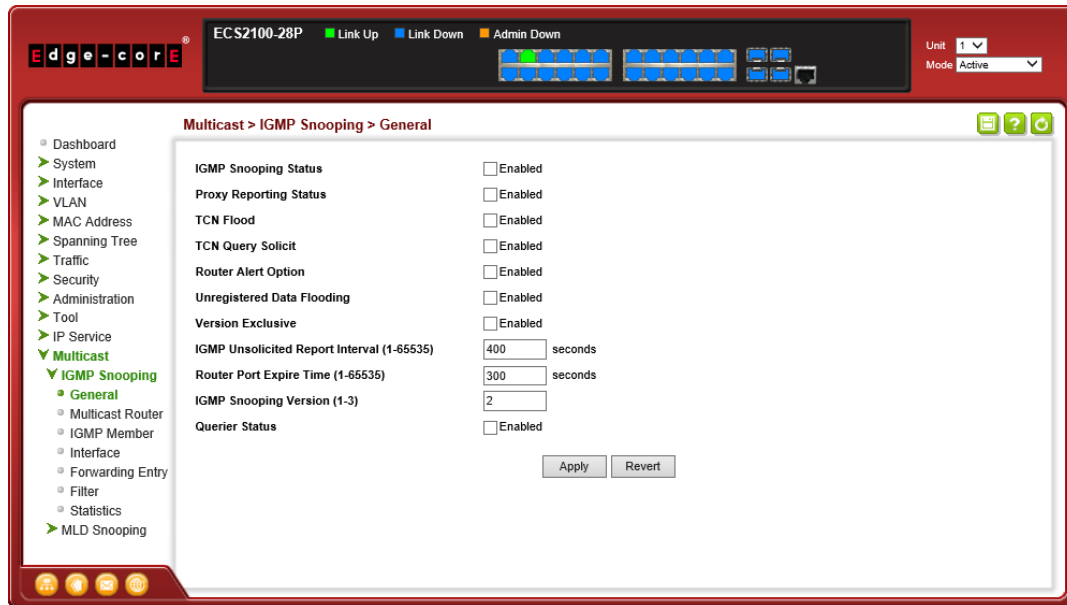 Edge-corE®
ECS2100-28P Link Up Link Down Admin Down
Unit 1
Mode Active
Multicast > IGMP Snooping > General
Dashboard
System
Interface
VLAN
MAC Address
Spanning Tree
Traffic
Security
Administration
Tool
IP Service
Multicast
IGMP Snooping
General
Multicast Router
IGMP Member
Interface
Forwarding Entry
Filter
Statistics
MLD Snooping
IGMP Snooping Status Enabled
Proxy Reporting Status Enabled
TCN Flood Enabled
TCN Query Solicit Enabled
Router Alert Option Enabled
Unregistered Data Flooding Enabled
Version Exclusive Enabled
IGMP Unsolicited Report Interval (1-65535) 400 seconds
Router Port Expire Time (1-65535) 300 seconds
IGMP Snooping Version (1-3) 2
Querier Status Enabled
Apply Revert